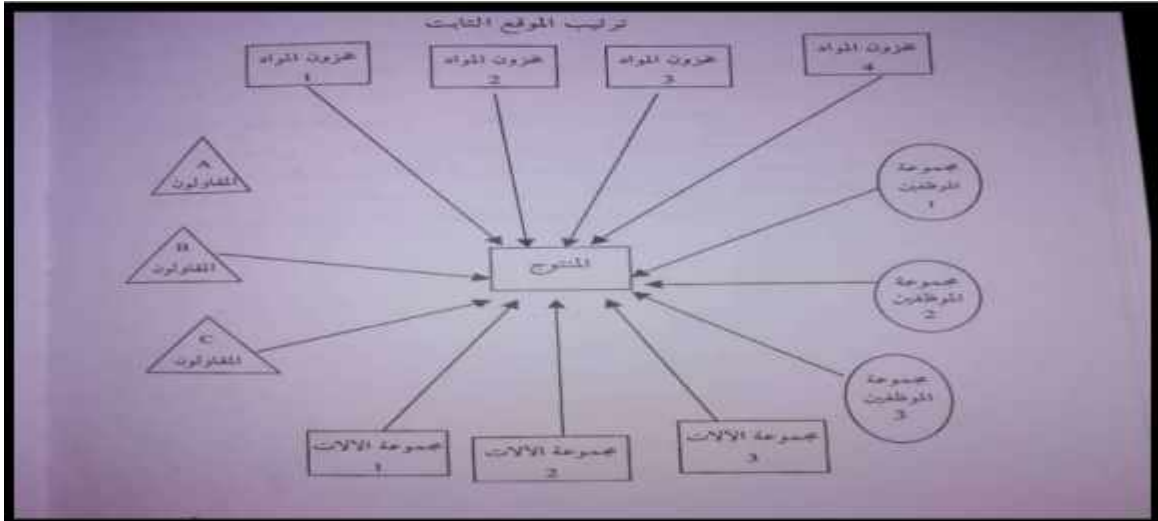 ترتيب الموقع الثابت
مخزون المواد
1
مخزون المواد
2
مخزون المواد
3
مخزون المواد
4
A
المقاولون
B
المقاولون
C
المقاولون
المنتوج
مجموعة
الموظفين
1
مجموعة
الموظفين
2
مجموعة
الموظفين
3
مجموعة الآلات
1
مجموعة الآلات
2
مجموعة الآلات
3